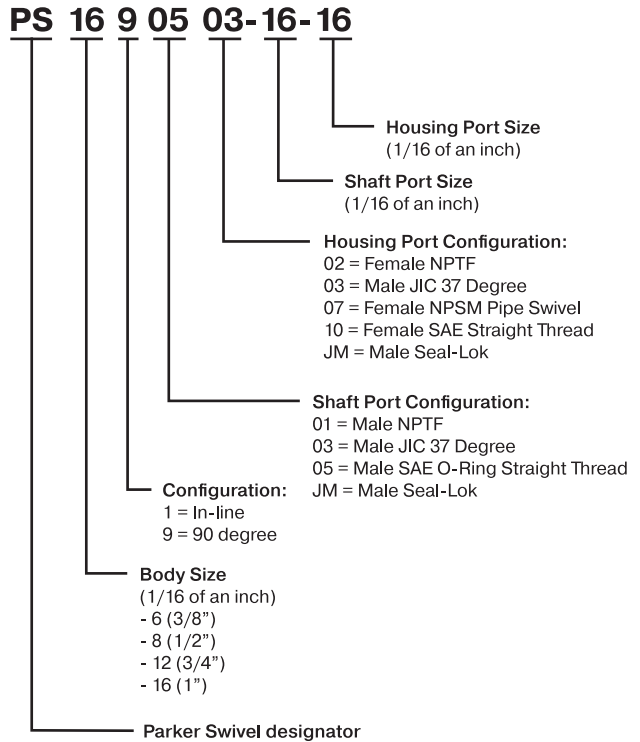 PS 16 9 05 03-16-16
Housing Port Size
(1/16 of an inch)
Shaft Port Size
(1/16 of an inch)
Housing Port Configuration:
02 = Female NPTF
03 = Male JIC 37 Degree
07 = Female NPSM Pipe Swivel
10 = Female SAE Straight Thread
JM = Male Seal-Lok
Shaft Port Configuration:
01 = Male NPTF
03 = Male JIC 37 Degree
05 = Male SAE O-Ring Straight Thread
JM = Male Seal-Lok
Configuration:
1 = In-line
9 = 90 degree
Body Size
(1/16 of an inch)
- 6 (3/8”)
- 8 (1/2”)
- 12 (3/4”)
- 16 (1”)
Parker Swivel designator